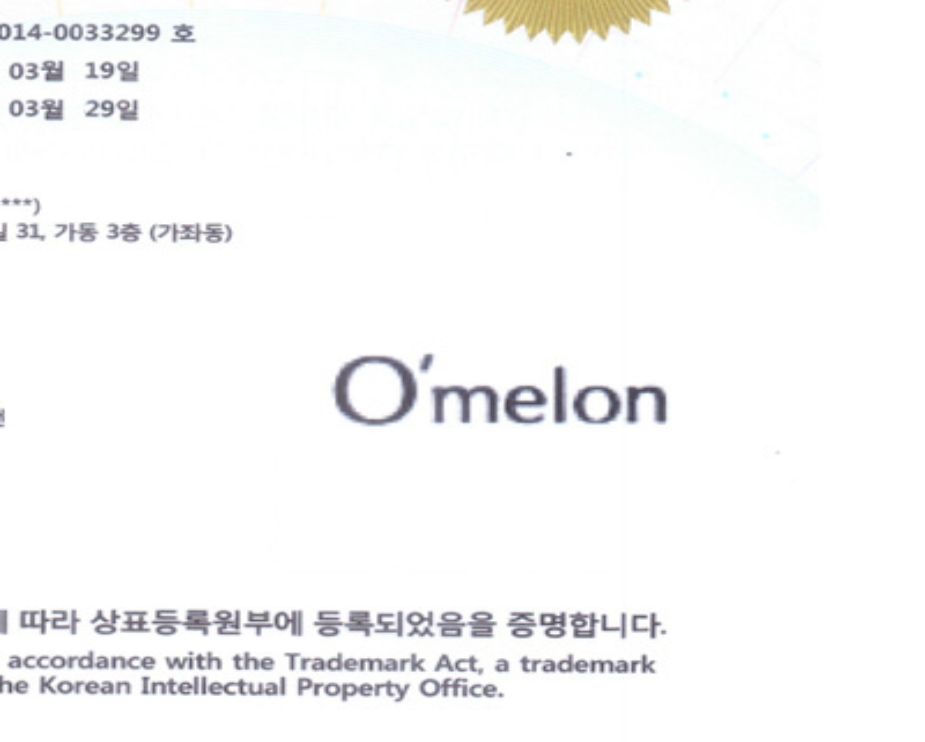 014-0033299 호
03월 19일
03월 29일
***)
31, 가동 3층 (가좌동)
O'melon
따라 상표등록원부에 등록되었음을 증명합니다.
accordance with the Trademark Act, a trademark
he Korean Intellectual Property Office.